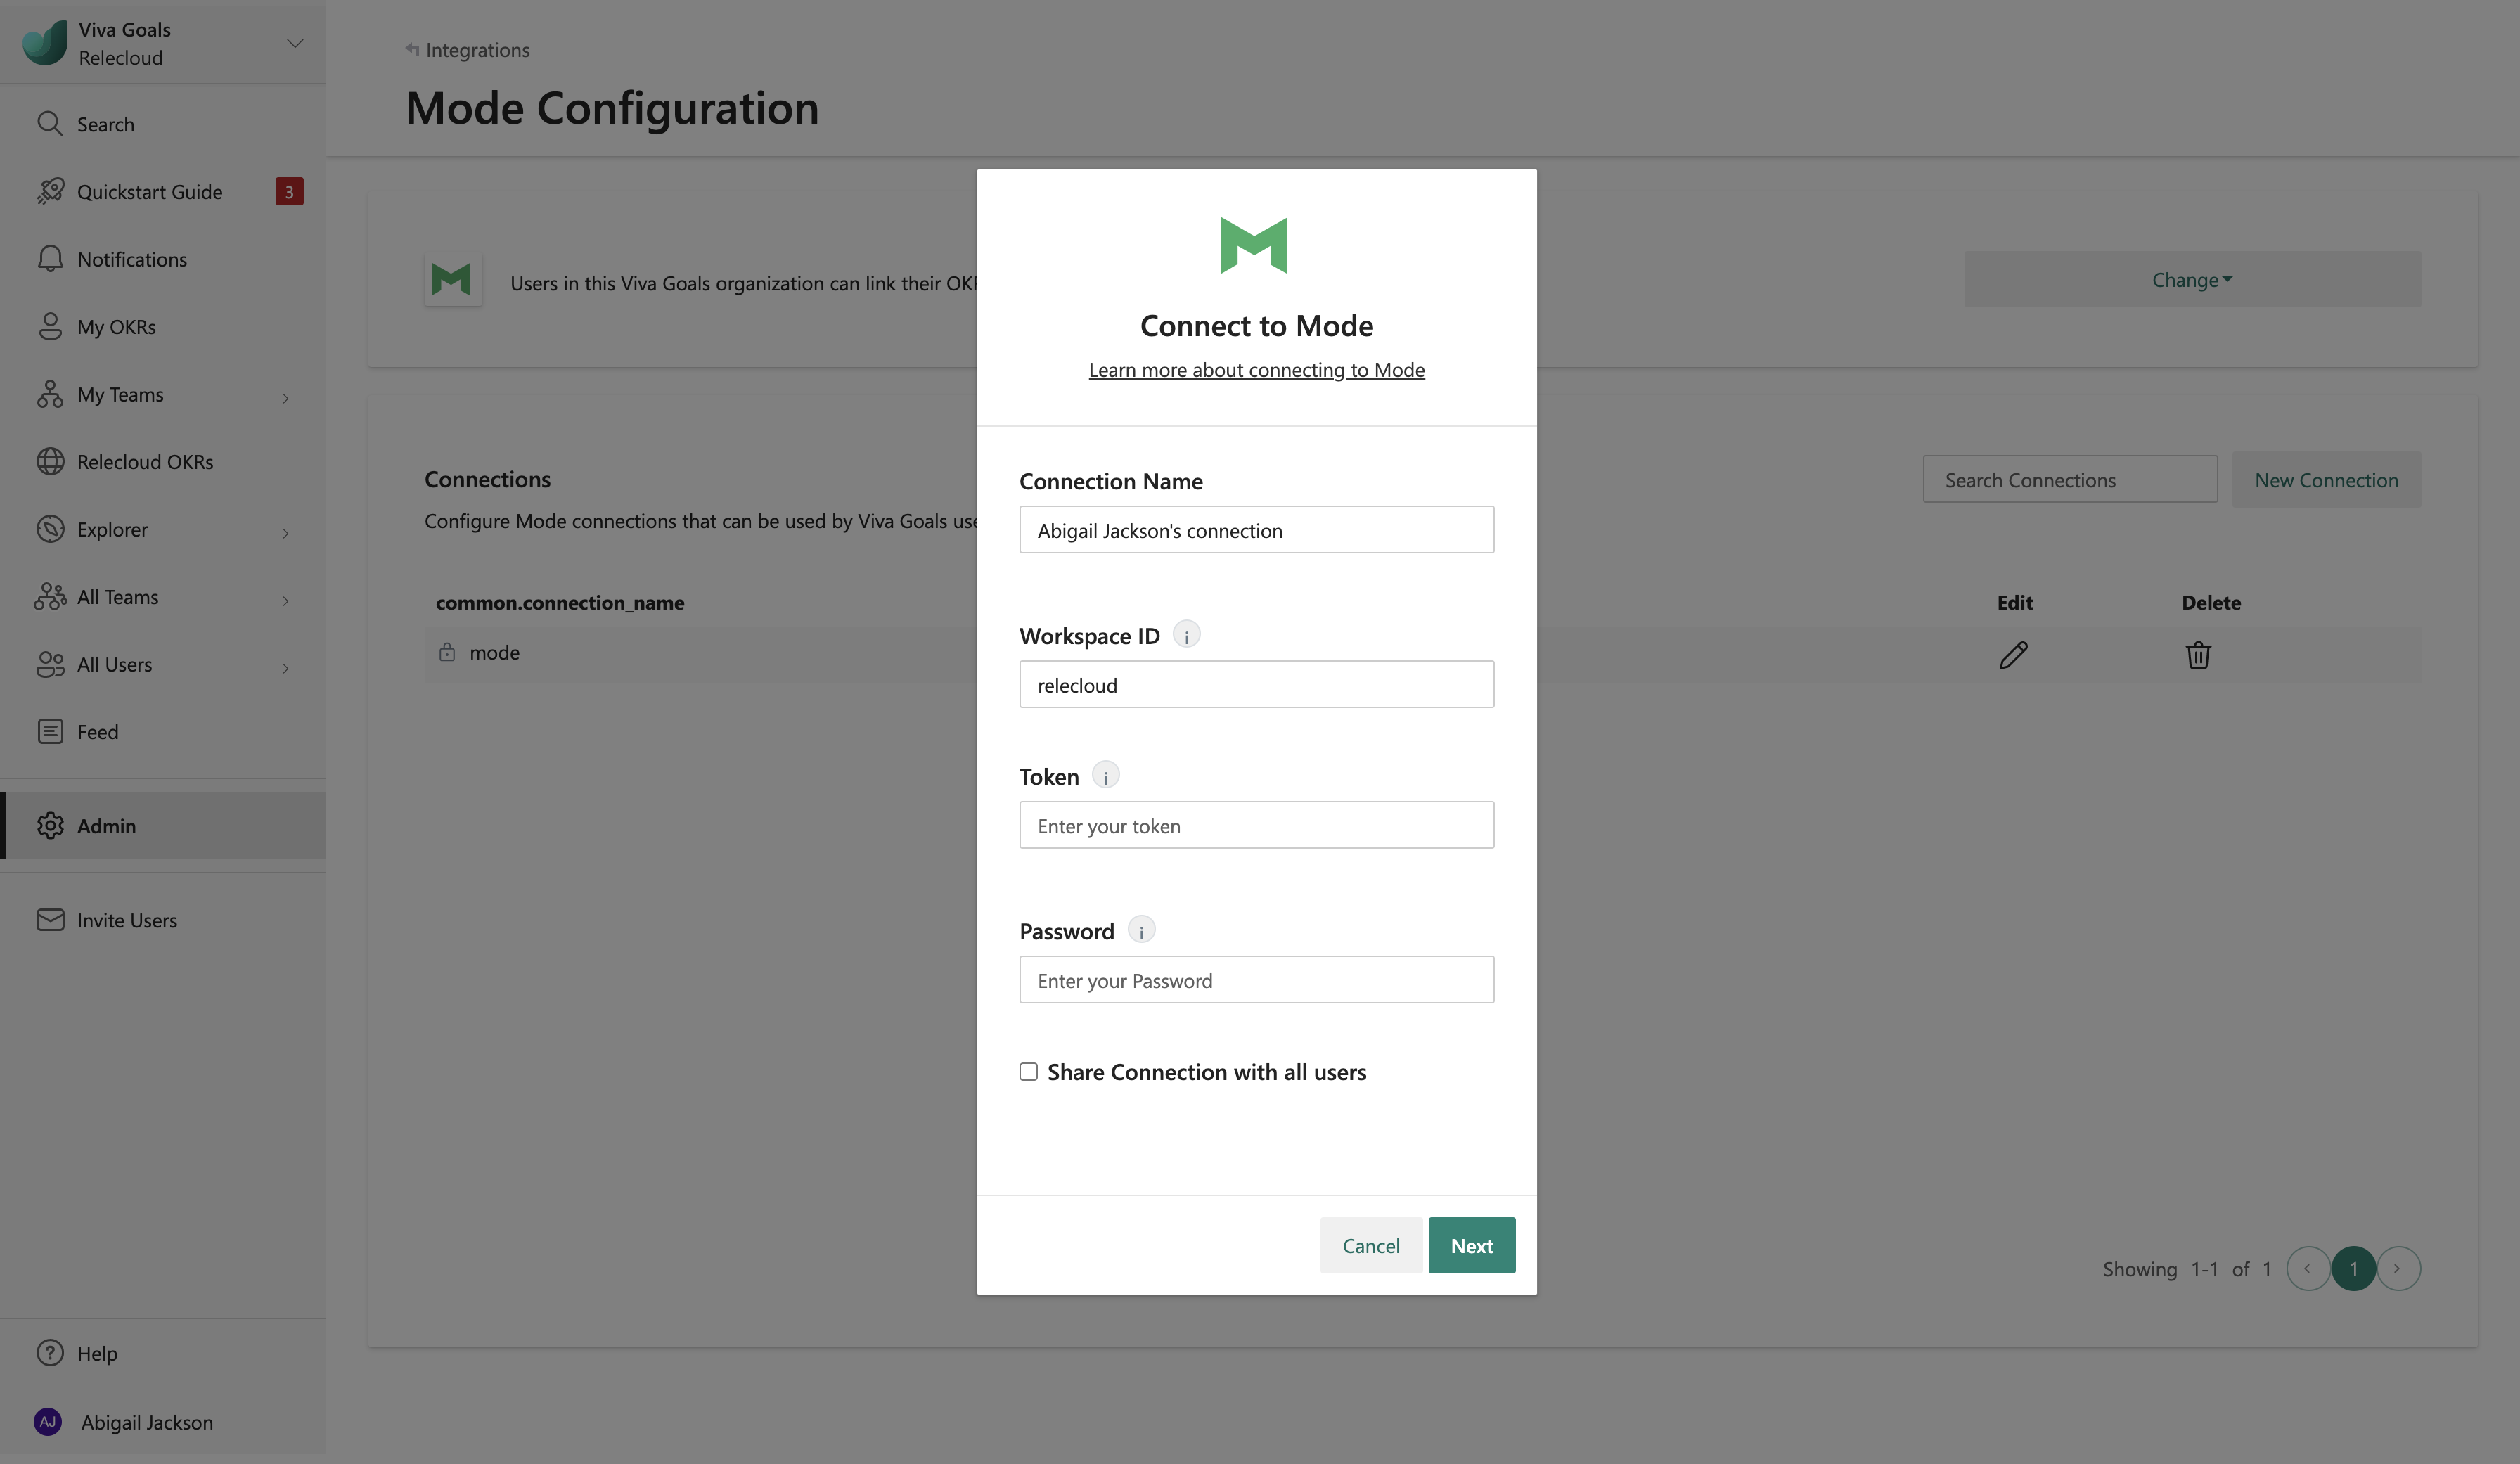 Viva Goals
Relecloud
Search
Quickstart Guide
3
Notifications
My OKRs
My Teams
Relecloud OKRs
Explorer
All Teams
All Users
Feed
Admin
Invite Users
Help
AJ
Abigail Jackson
Integrations
Mode Configuration
Users in this Viva Goals organization can link their
Change
Connections
Configure Mode connections that can be used by Viva Goals
Search Connections
New Connection
common.connection_name
Edit
Delete
mode
Showing 1-1 of 1
1
Connect to Mode
Learn more about connecting to Mode
Connection Name
Abigail Jackson's connection
Workspace ID
i
relecloud
Token
i
Enter your token
Password
i
Enter your Password
Share Connection with all users
Cancel
Next